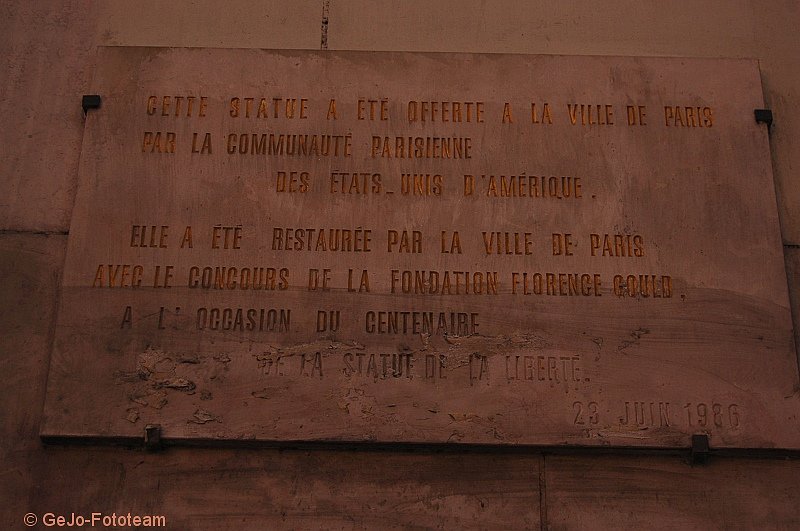 CETTE STATUE A ÉTÉ OFFERTE A LA VILLE DE PARIS
PAR LA COMMUNAUTÉ PARISIENNE
DES ÉTATS-UNIS D'AMÉRIQUE.
ELLE A ÉTÉ RESTAURÉE PAR LA VILLE DE PARIS
AVEC LE CONCOURS DE LA FONDATION FLORENCE GOULD.
A L'OCCASION DU CENTENAIRE
DE LA STATUE DE LA LIBERTÉ.
23 JUIN 1986
© GeJo-Fototeam